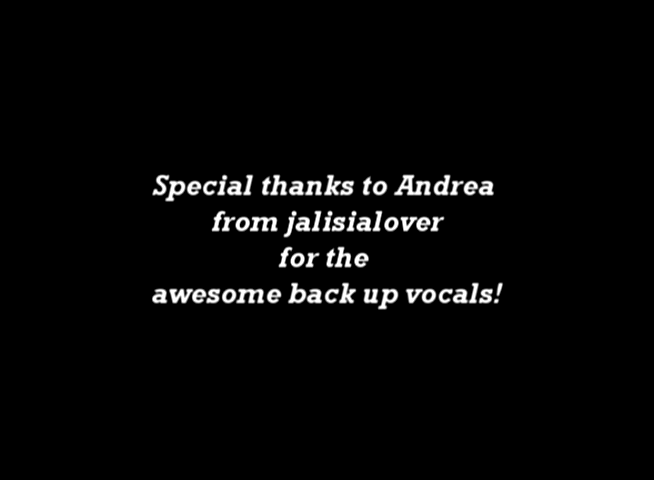 Special thanks to Andrea
from jalisialover
for the
awesome back up vocals!